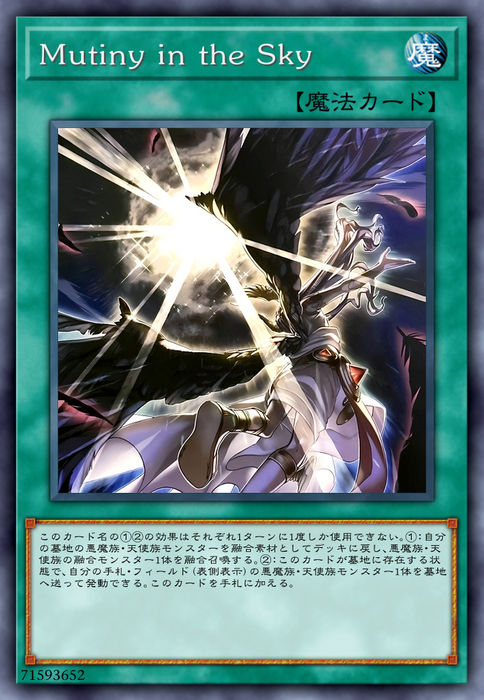 Mutiny in the Sky
魔
【魔法カード】
このカード名の①②の効果はそれぞれ1ターンに1度しか使用できない。①:自分
の墓地の悪魔族・天使族モンスターを融合素材としてデッキに戻し、悪魔族・天
使族の融合モンスター1体を融合召喚する。②:このカードが墓地に存在する状
態で、自分の手札・フィールド(表側表示)の悪魔族・天使族モンスター1体を墓地
へ送って発動できる。このカードを手札に加える。
71593652